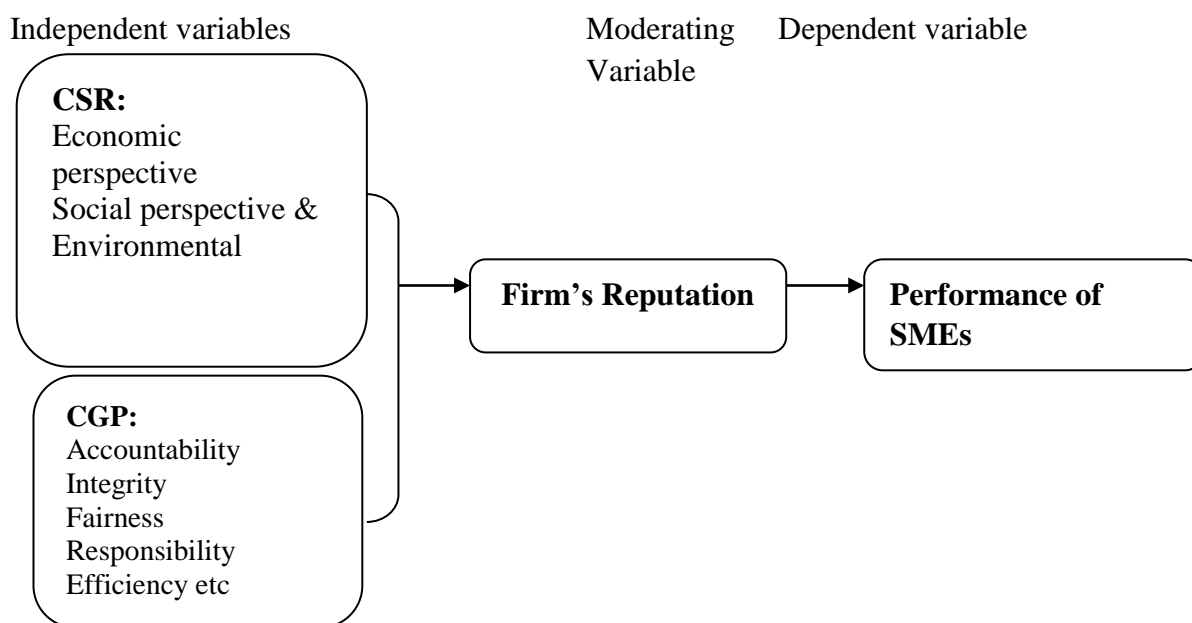 Independent variables
Moderating
Variable
Dependent variable
CSR:
Economic
perspective
Social perspective &
Environmental
Firm’s Reputation
Performance of
SMEs
CGP:
Accountability
Integrity
Fairness
Responsibility
Efficiency etc